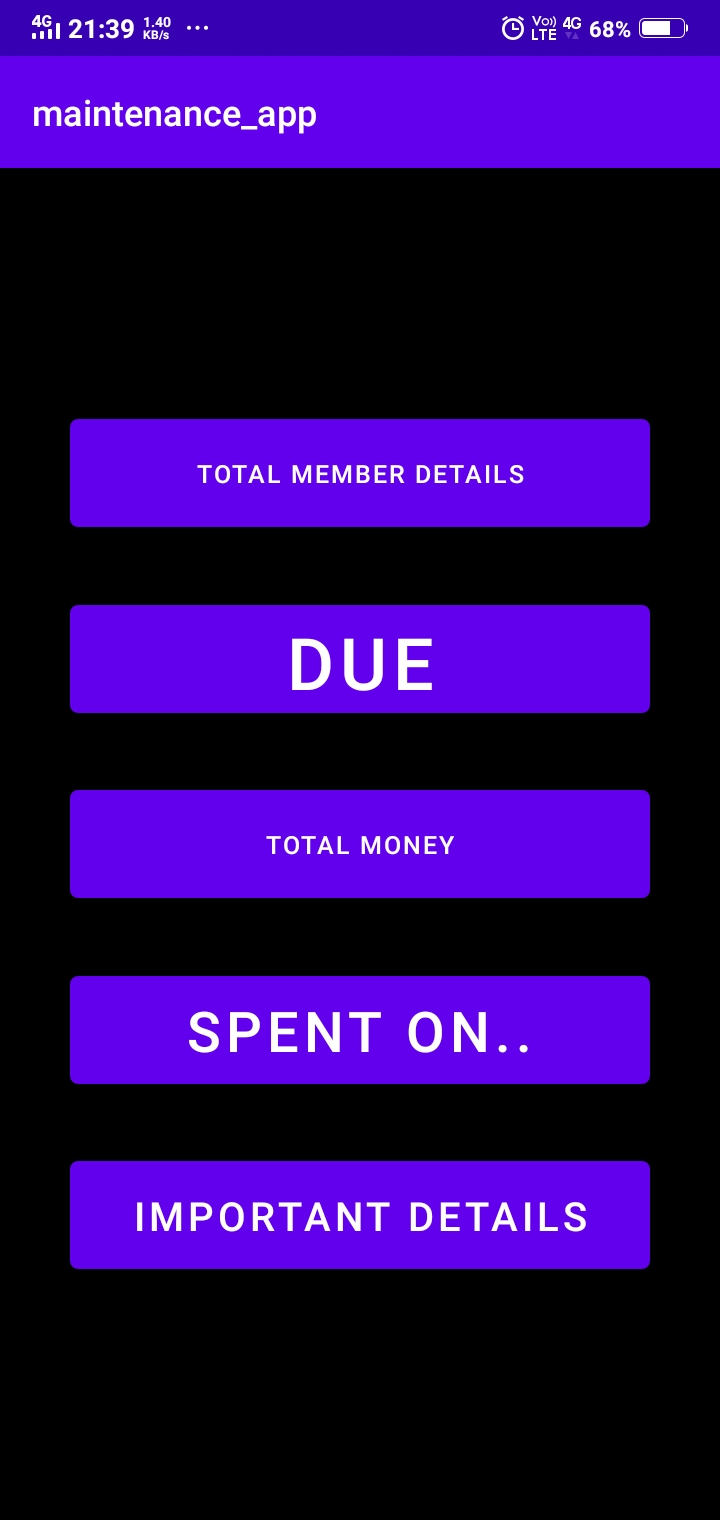 4G 21:39 1.40 KB/s ... Vo)) LTE 4G 68%
maintenance_app
TOTAL MEMBER DETAILS
DUE
TOTAL MONEY
SPENT ON..
IMPORTANT DETAILS